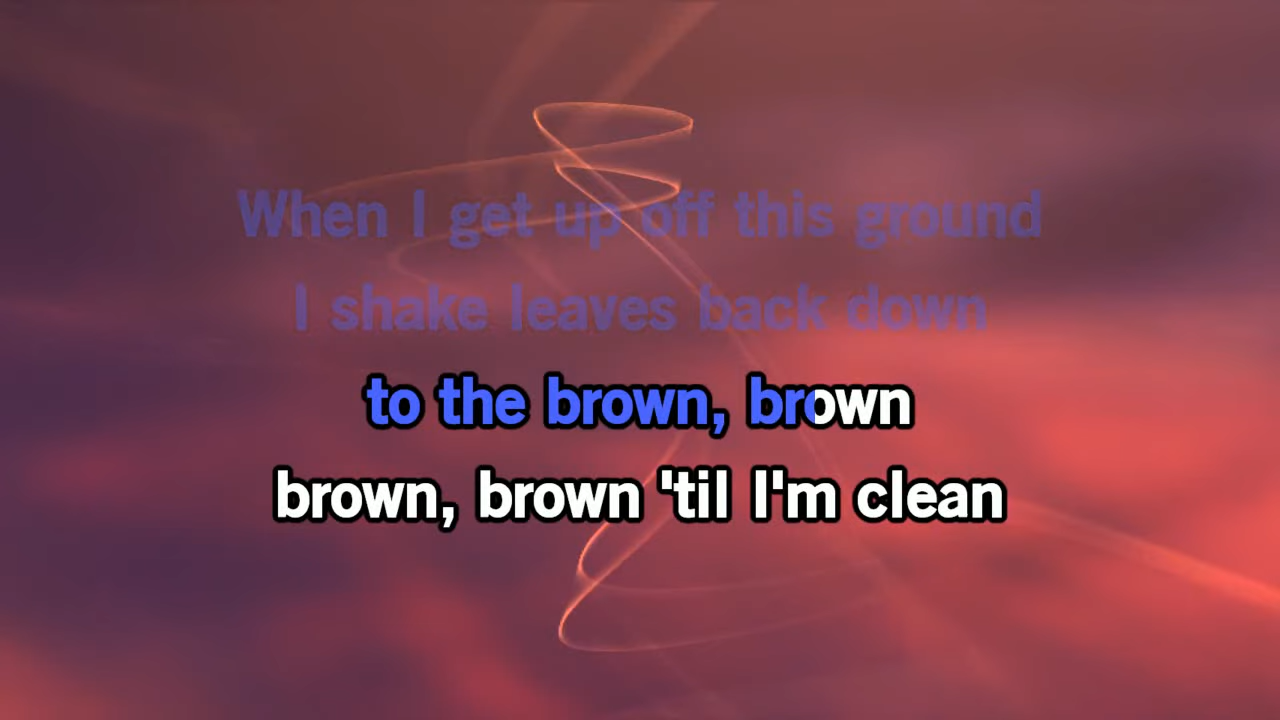 When I get up off this ground
I shake leaves back down
to the brown, brown
brown, brown 'til I'm clean